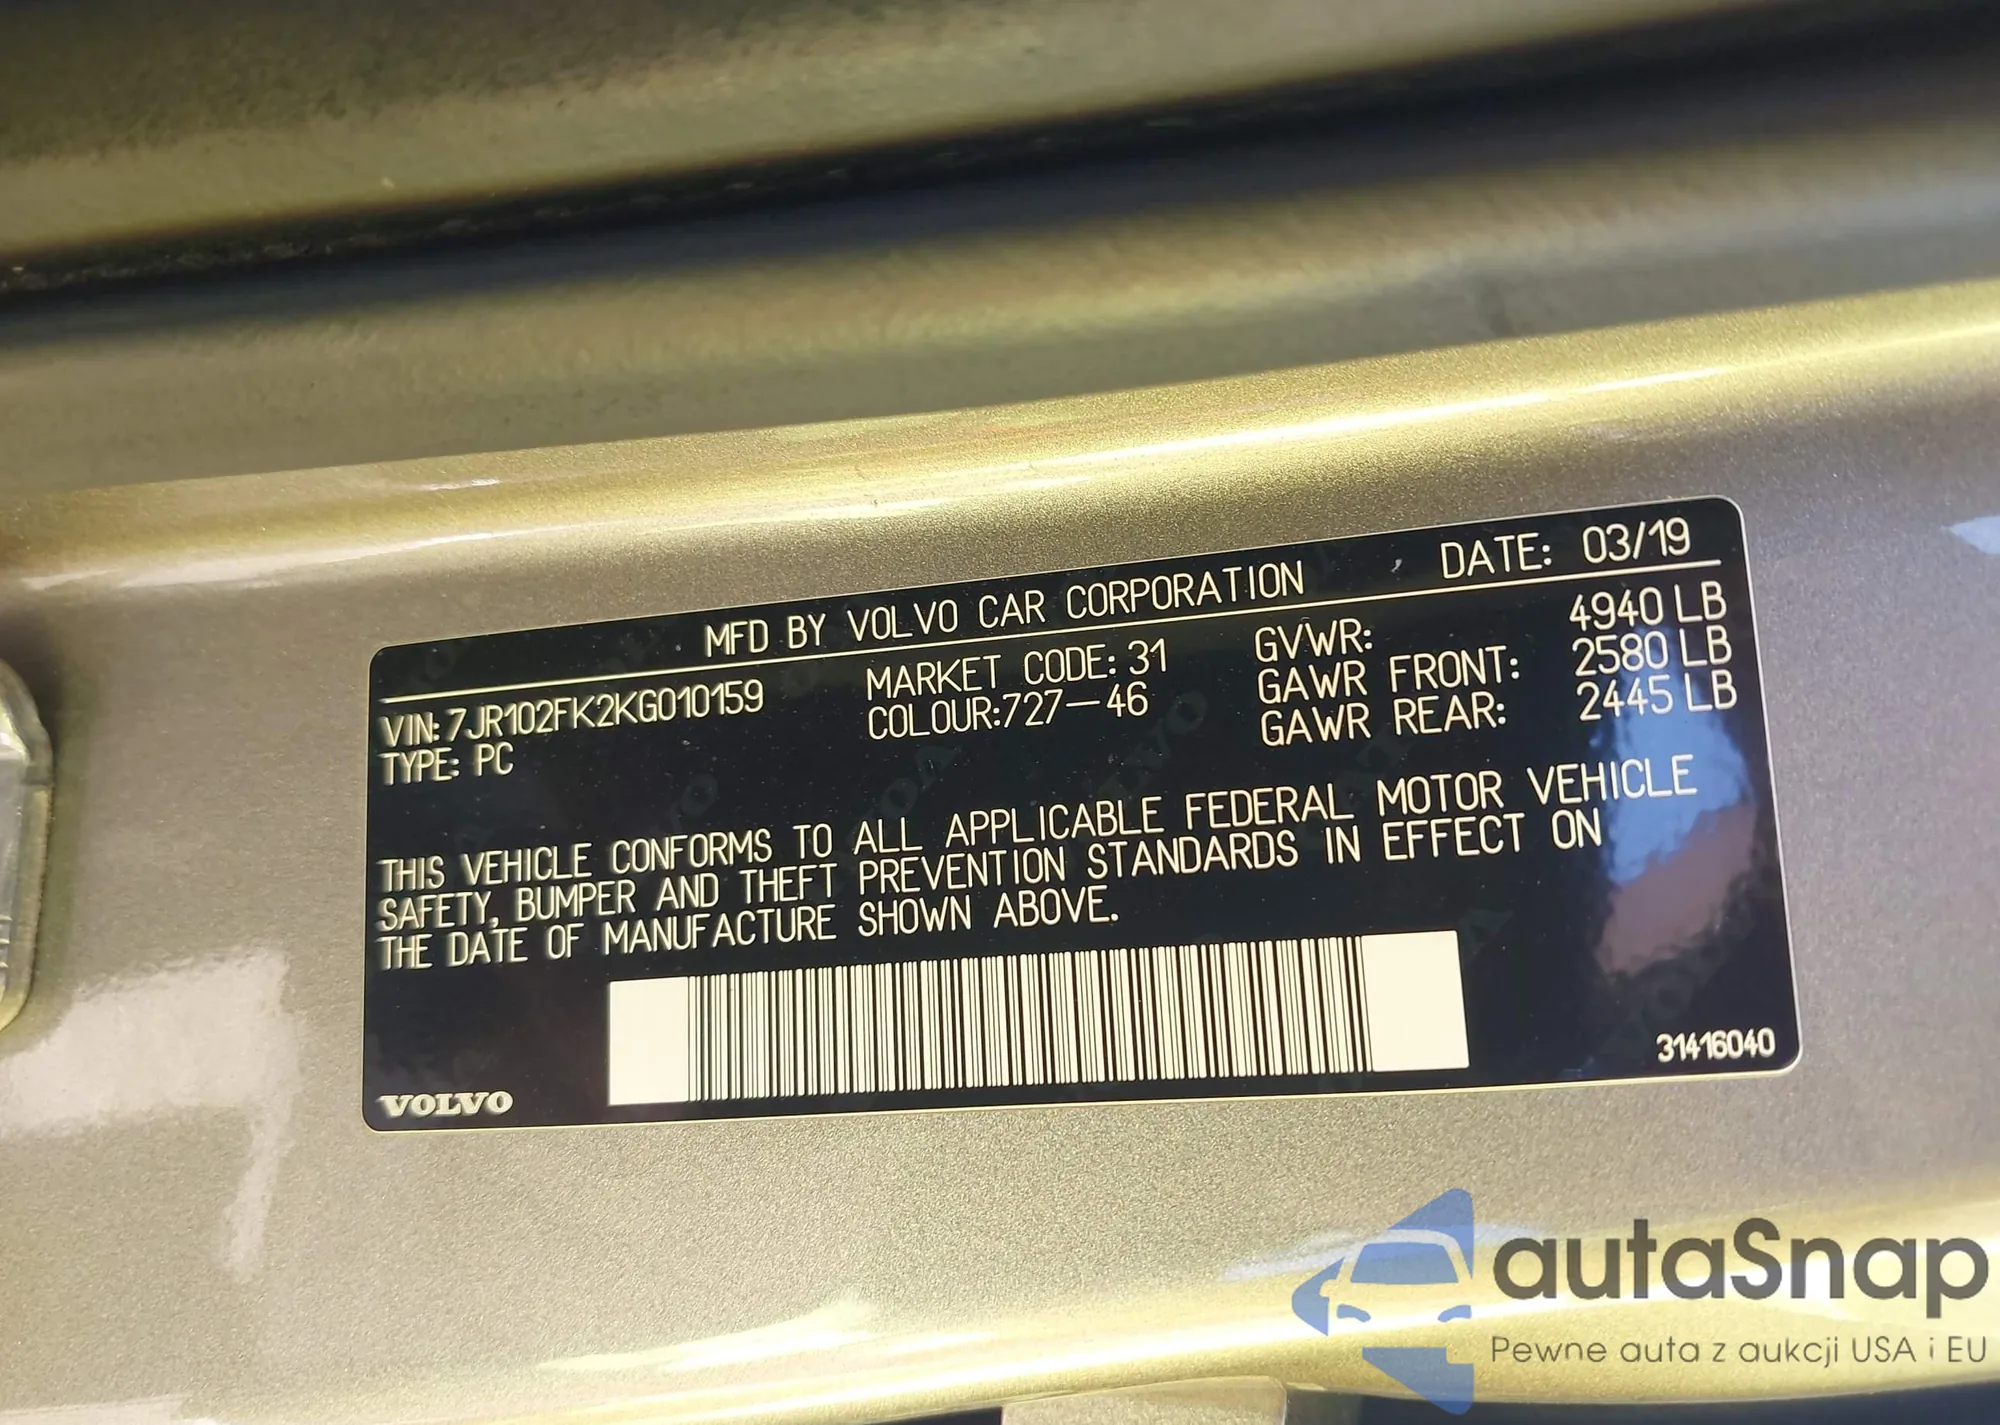 MFD BY VOLVO CAR CORPORATION DATE: 03/19
VIN: 7JR102FK2KG010159 MARKET CODE: 31 GVWR: 4940 LB
TYPE: PC COLOUR:727-46 GAWR FRONT: 2580 LB
GAWR REAR: 2445 LB
THIS VEHICLE CONFORMS TO ALL APPLICABLE FEDERAL MOTOR VEHICLE
SAFETY, BUMPER AND THEFT PREVENTION STANDARDS IN EFFECT ON
THE DATE OF MANUFACTURE SHOWN ABOVE.
VOLVO 31416040
autaSnap
Pewne auta z aukcji USA i EU